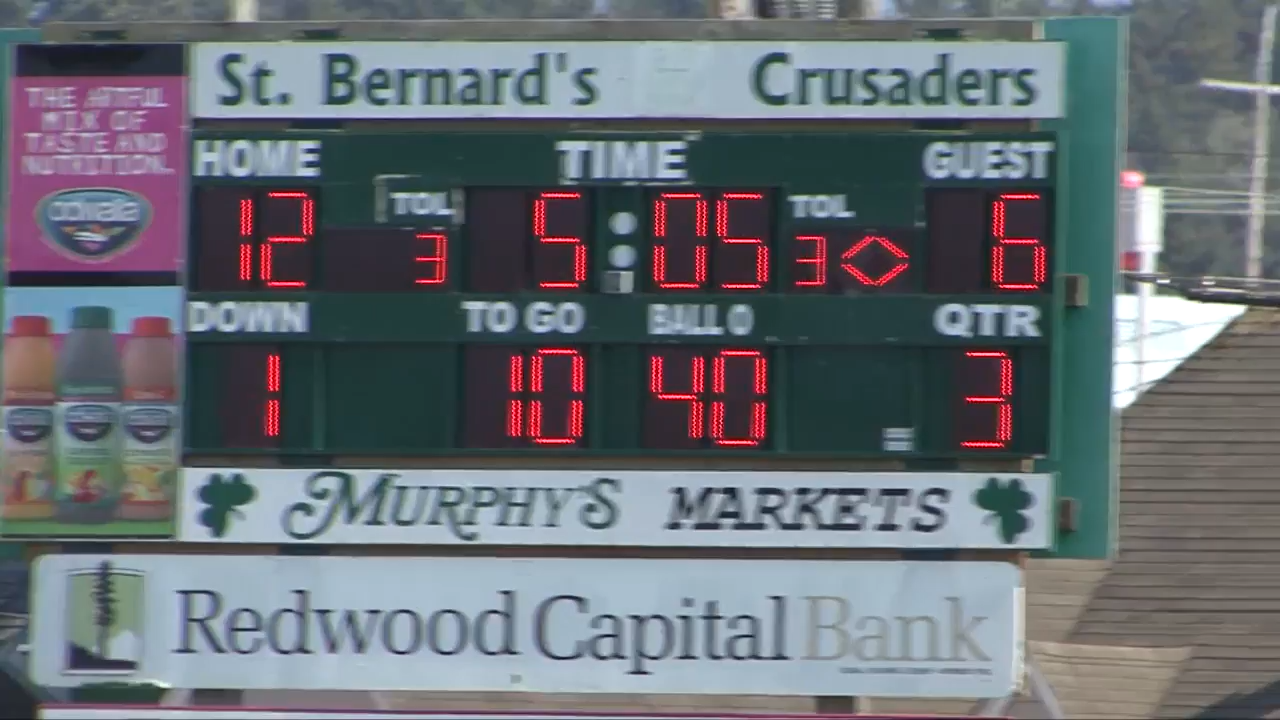 THE ARTFUL
MIX OF
TASTE AND
NUTRITION.
odwalla
St. Bernard's Crusaders
HOME TIME GUEST
TOL TOL
12 3 5:05 3 6
DOWN TO GO BALL O QTR
1 10 40 3
MURPHY'S MARKETS
Redwood Capital Bank